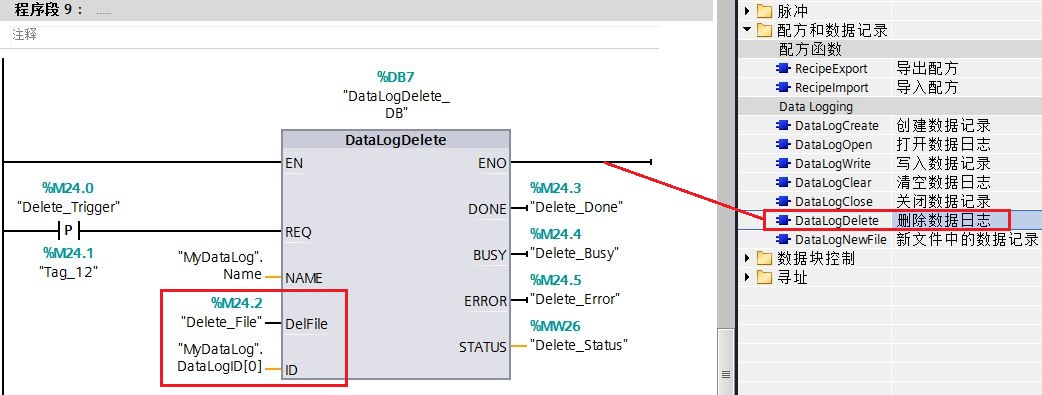 程序段 9： .....
注释
%DB7
"DataLogDelete_
DB"
DataLogDelete
EN
ENO
%M24.0
"Delete_Trigger"
P
%M24.1
"Tag_12"
REQ
"MyDataLog".
Name
NAME
%M24.2
"Delete_File"
DelFile
"MyDataLog".
DataLogID[0]
ID
%M24.3
DONE
"Delete_Done"
%M24.4
BUSY
"Delete_Busy"
%M24.5
ERROR
"Delete_Error"
%MW26
STATUS
"Delete_Status"
脉冲
配方和数据记录
配方函数
RecipeExport 导出配方
RecipeImport 导入配方
Data Logging
DataLogCreate 创建数据记录
DataLogOpen 打开数据日志
DataLogWrite 写入数据记录
DataLogClear 清空数据日志
DataLogClose 关闭数据记录
DataLogDelete 删除数据日志
DataLogNewFile 新文件中的数据记录
数据块控制
寻址